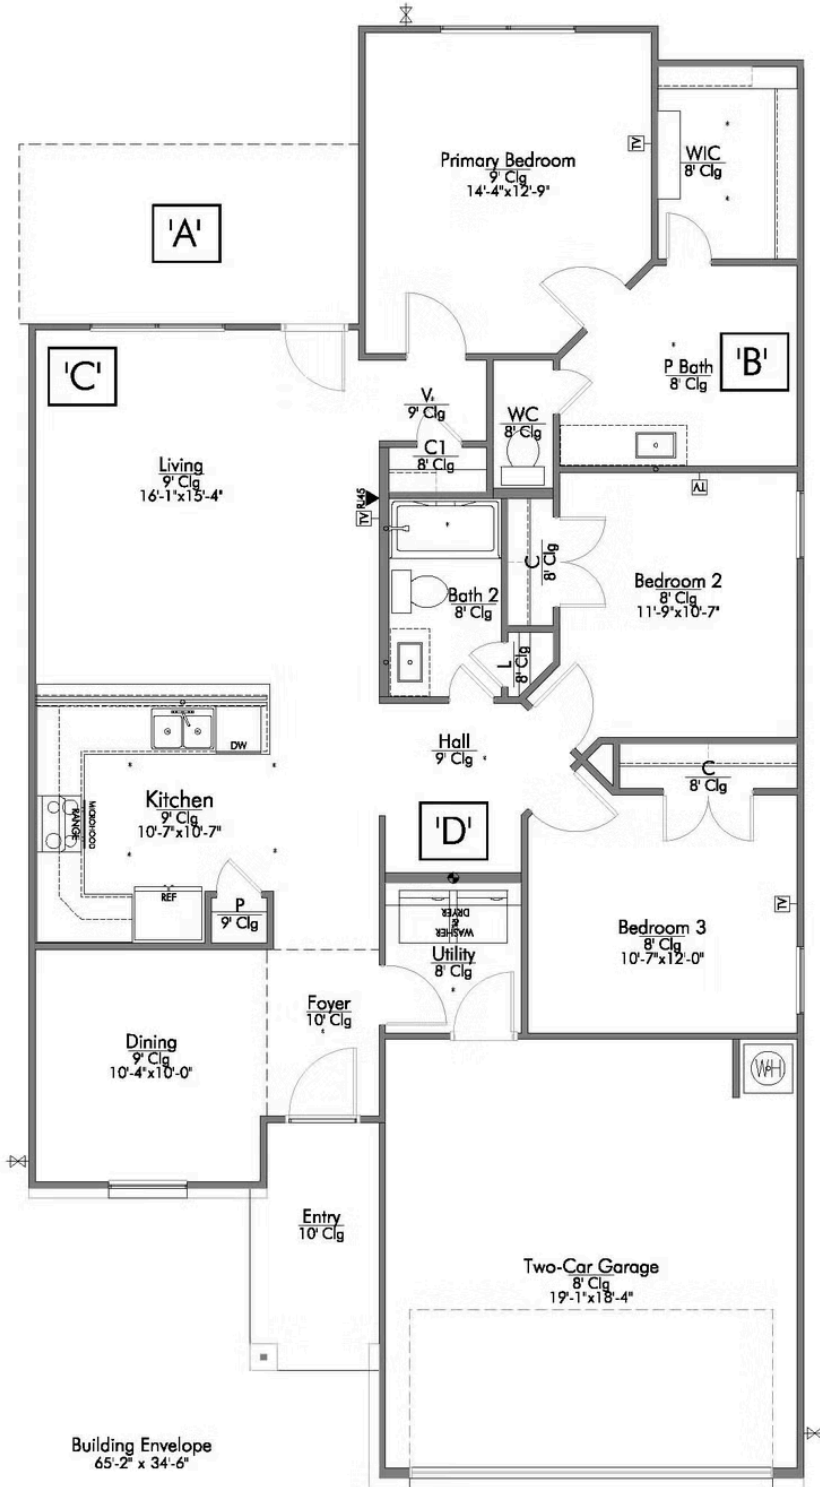 Primary Bedroom
9' Clg
14'-4"x12'-9"
TV
WIC
8' Clg
'A'
'C'
V.
9' Clg
WC
8' Clg
P Bath
8' Clg
'B'
C1
8' Clg
Living
9' Clg
16'-1"x15'-4"
RJ45
TV
TV
C
8' Clg
Bedroom 2
8' Clg
11'-9"x10'-7"
Bath 2
8' Clg
L
8' Clg
DW
Hall
9' Clg
C
8' Clg
Kitchen
9' Clg
10'-7"x10'-7"
RANGE
MICROHOOD
'D'
REF
P
9' Clg
WASHER
&
DRYER
Utility
8' Clg
TV
Bedroom 3
8' Clg
10'-7"x12'-0"
Foyer
10' Clg
Dining
9' Clg
10'-4"x10'-0"
WH
Entry
10' Clg
Two-Car Garage
8' Clg
19'-1"x18'-4"
Building Envelope
65'-2" x 34'-6"